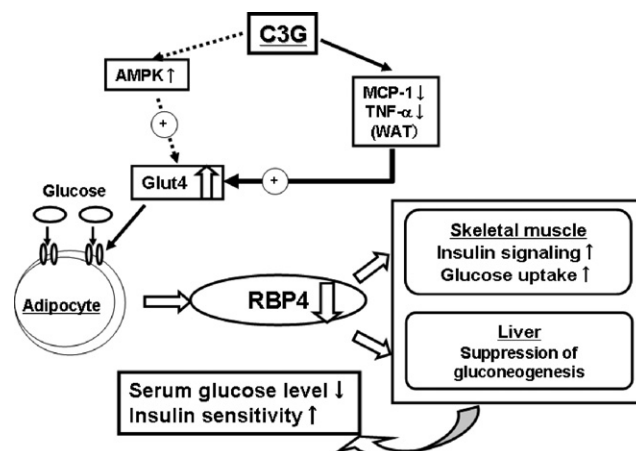 C3G
AMPK↑
MCP-1↓
TNF-α↓
(WAT)
+
Glut4
+
Glucose
Adipocyte
RBP4
Skeletal muscle
Insulin signaling↑
Glucose uptake↑
Liver
Suppression of
gluconeogenesis
Serum glucose level↓
Insulin sensitivity↑